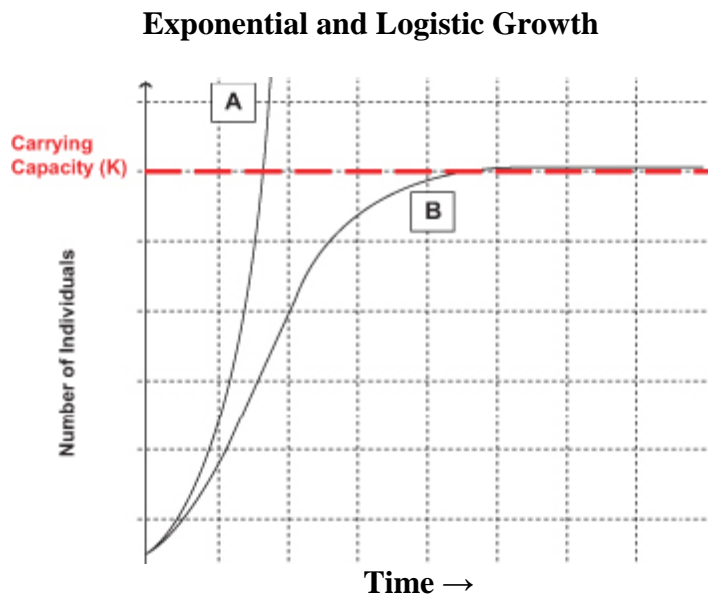 Exponential and Logistic Growth
A
Carrying
Capacity (K)
B
Number of Individuals
Time →